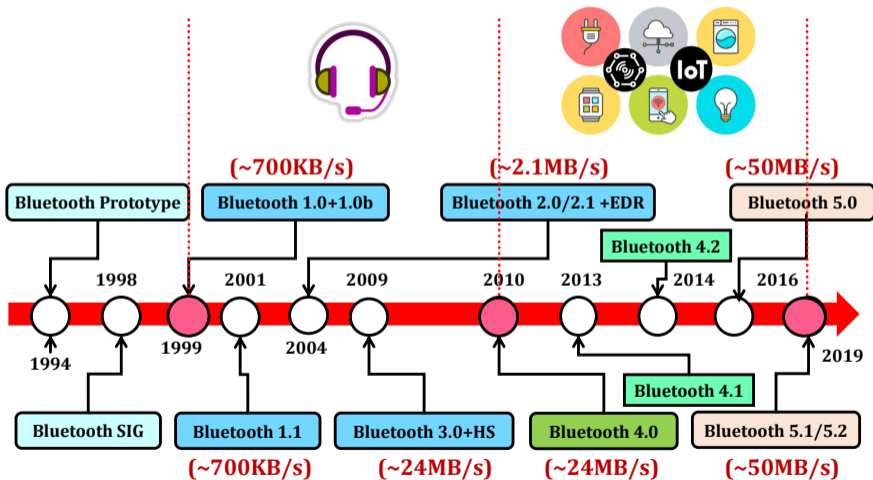 IoT
(~700KB/s)
(~2.1MB/s)
(~50MB/s)
Bluetooth Prototype
Bluetooth 1.0+1.0b
Bluetooth 2.0/2.1 +EDR
Bluetooth 5.0
Bluetooth 4.2
1998
2001
2009
2010
2013
2014
2016
1994
1999
2004
2019
Bluetooth 4.1
Bluetooth SIG
Bluetooth 1.1
Bluetooth 3.0+HS
Bluetooth 4.0
Bluetooth 5.1/5.2
(~700KB/s)
(~24MB/s)
(~24MB/s)
(~50MB/s)